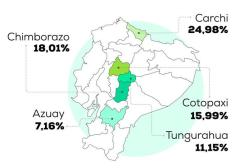 Carchi
24,98%
Chimborazo
18,01%
Cotopaxi
15,99%
Azuay
7,16%
Tungurahua
11,15%